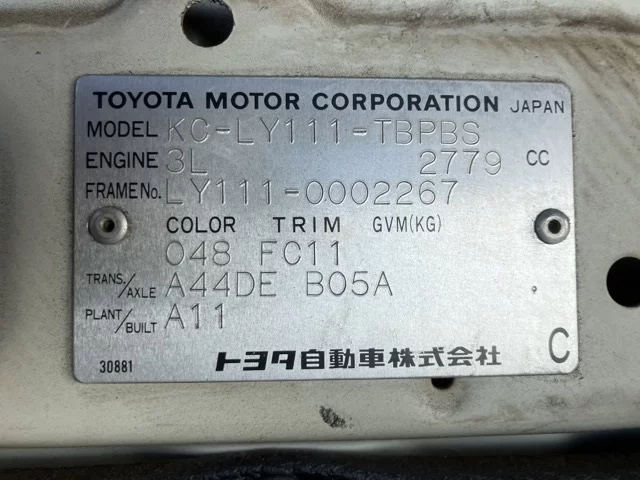 TOYOTA MOTOR CORPORATION JAPAN
MODEL KC-LY111-TBPBS
ENGINE 3L 2779 CC
FRAME No. LY111-0002267
COLOR TRIM GVM(KG)
048 FC11
TRANS./AXLE A44DE B05A
PLANT/BUILT A11
30881 トヨタ自動車株式会社 C